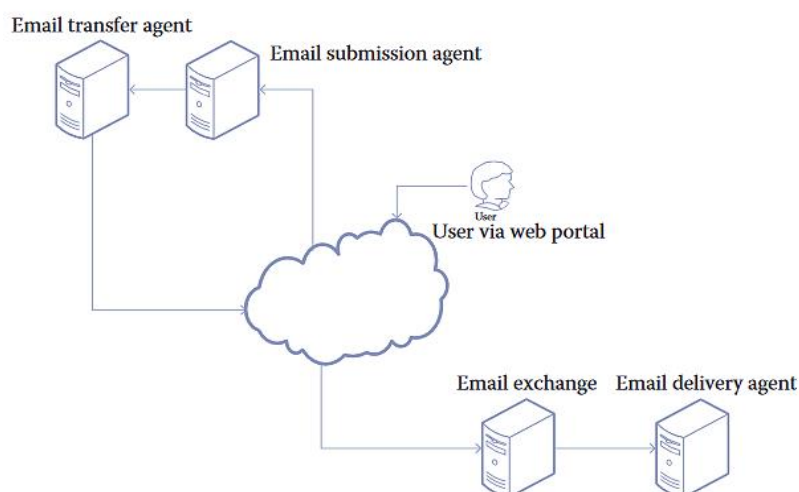 Email transfer agent
Email submission agent
User
User via web portal
Email exchange
Email delivery agent